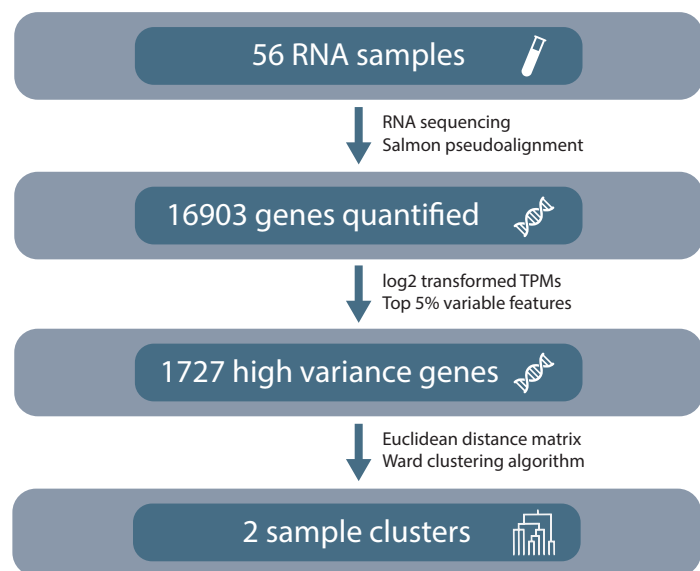 56 RNA samples
RNA sequencing
Salmon pseudoalignment
16903 genes quantified
log2 transformed TPMs
Top 5% variable features
1727 high variance genes
Euclidean distance matrix
Ward clustering algorithm
2 sample clusters